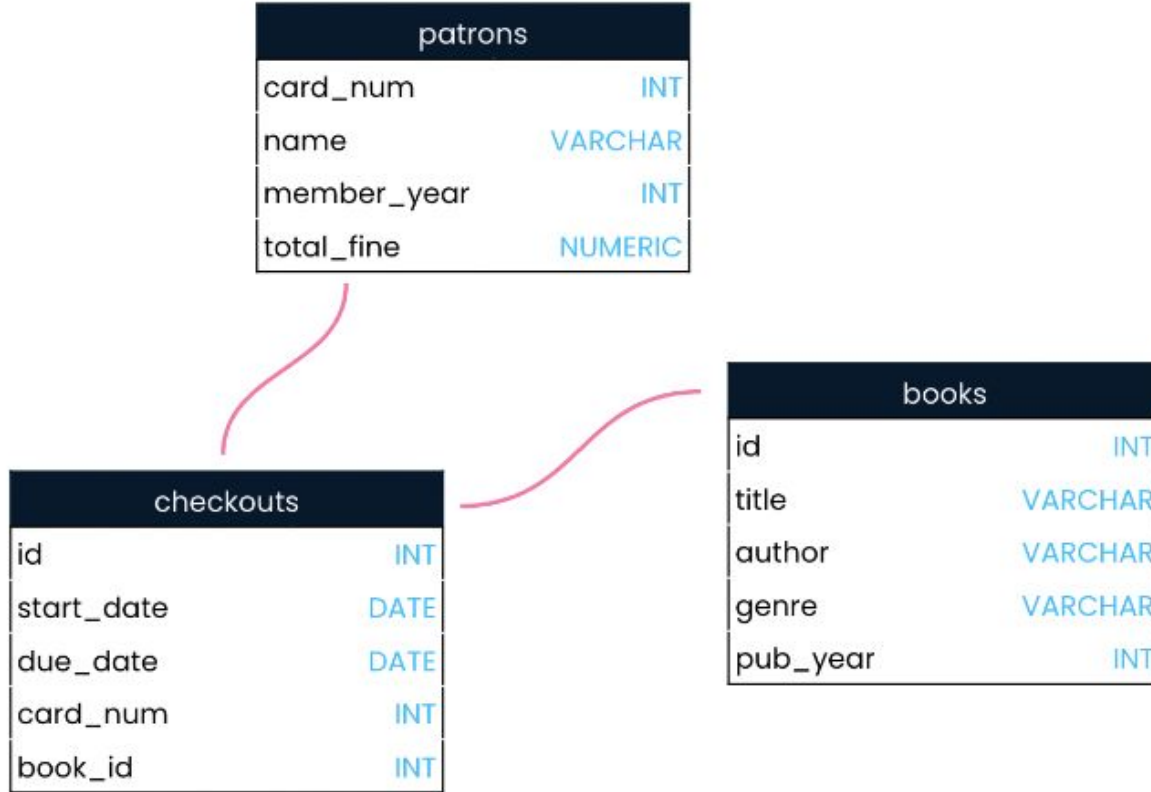 patrons
card_num INT
name VARCHAR
member_year INT
total_fine NUMERIC
checkouts
id INT
start_date DATE
due_date DATE
card_num INT
book_id INT
books
id INT
title VARCHAR
author VARCHAR
genre VARCHAR
pub_year INT